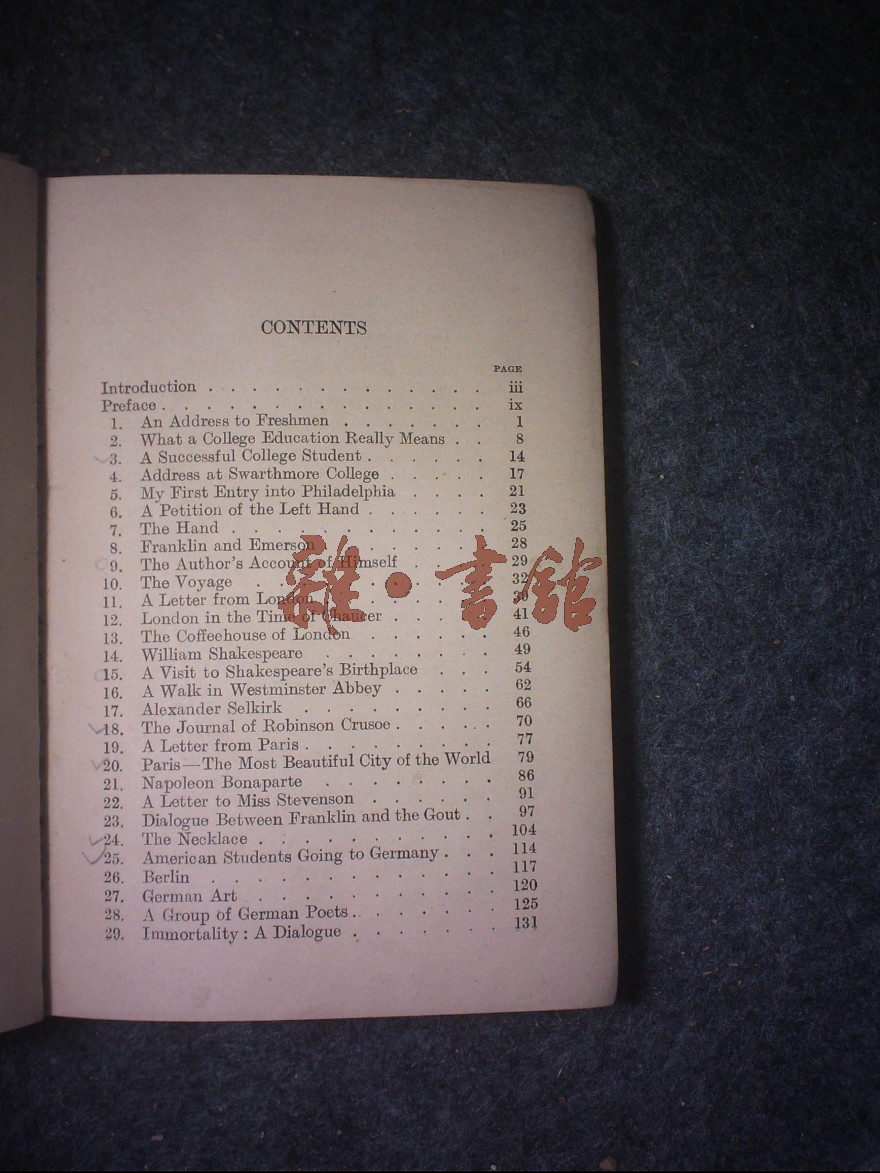 CONTENTS
PAGE
Introduction . . . . . . . . . . . . . iii
Preface . . . . . . . . . . . . . . . ix
1. An Address to Freshmen . . . . . . . 1
2. What a College Education Really Means . . 8
3. A Successful College Student . . . . . . 14
4. Address at Swarthmore College . . . . . 17
5. My First Entry into Philadelphia . . . . 21
6. A Petition of the Left Hand . . . . . . 23
7. The Hand . . . . . . . . . . . . 25
8. Franklin and Emerson . . . . . . . . 28
9. The Author's Account of Himself . . . . 29
10. The Voyage . . . . . . . . . . . 32
11. A Letter from London . . . . . . . . 39
12. London in the Time of Chaucer . . . . 41
13. The Coffeehouse of London . . . . . . 46
14. William Shakespeare . . . . . . . . 49
15. A Visit to Shakespeare's Birthplace . . . 54
16. A Walk in Westminster Abbey . . . . . 62
17. Alexander Selkirk . . . . . . . . . 66
18. The Journal of Robinson Crusoe . . . . . 70
19. A Letter from Paris . . . . . . . . . 77
20. Paris—The Most Beautiful City of the World 79
21. Napoleon Bonaparte . . . . . . . . 86
22. A Letter to Miss Stevenson . . . . . . 91
23. Dialogue Between Franklin and the Gout . . 97
24. The Necklace . . . . . . . . . . . 104
25. American Students Going to Germany . . . 114
26. Berlin . . . . . . . . . . . . . 117
27. German Art . . . . . . . . . . . 120
28. A Group of German Poets . . . . . . . 125
29. Immortality : A Dialogue . . . . . . . 131
雜·書館